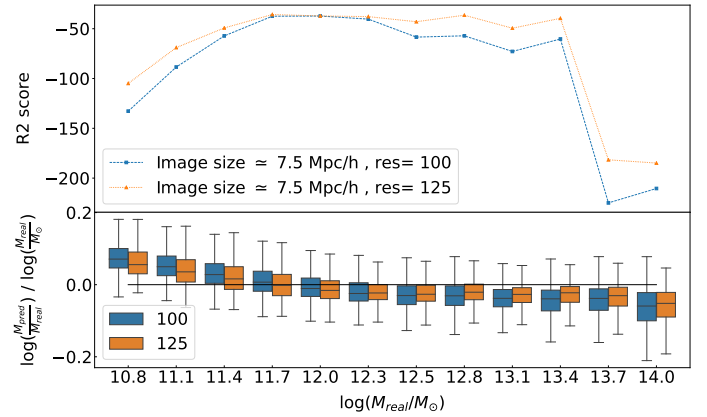 −50
−100
−150
−200
R2 score
Image size ≃ 7.5 Mpc/h , res= 100
Image size ≃ 7.5 Mpc/h , res= 125
0.2
0.0
−0.2
log(M_pred/M_real) / log(M_real/M_⊙)
100
125
10.8 11.1 11.4 11.7 12.0 12.3 12.5 12.8 13.1 13.4 13.7 14.0
log(M_real/M_⊙)